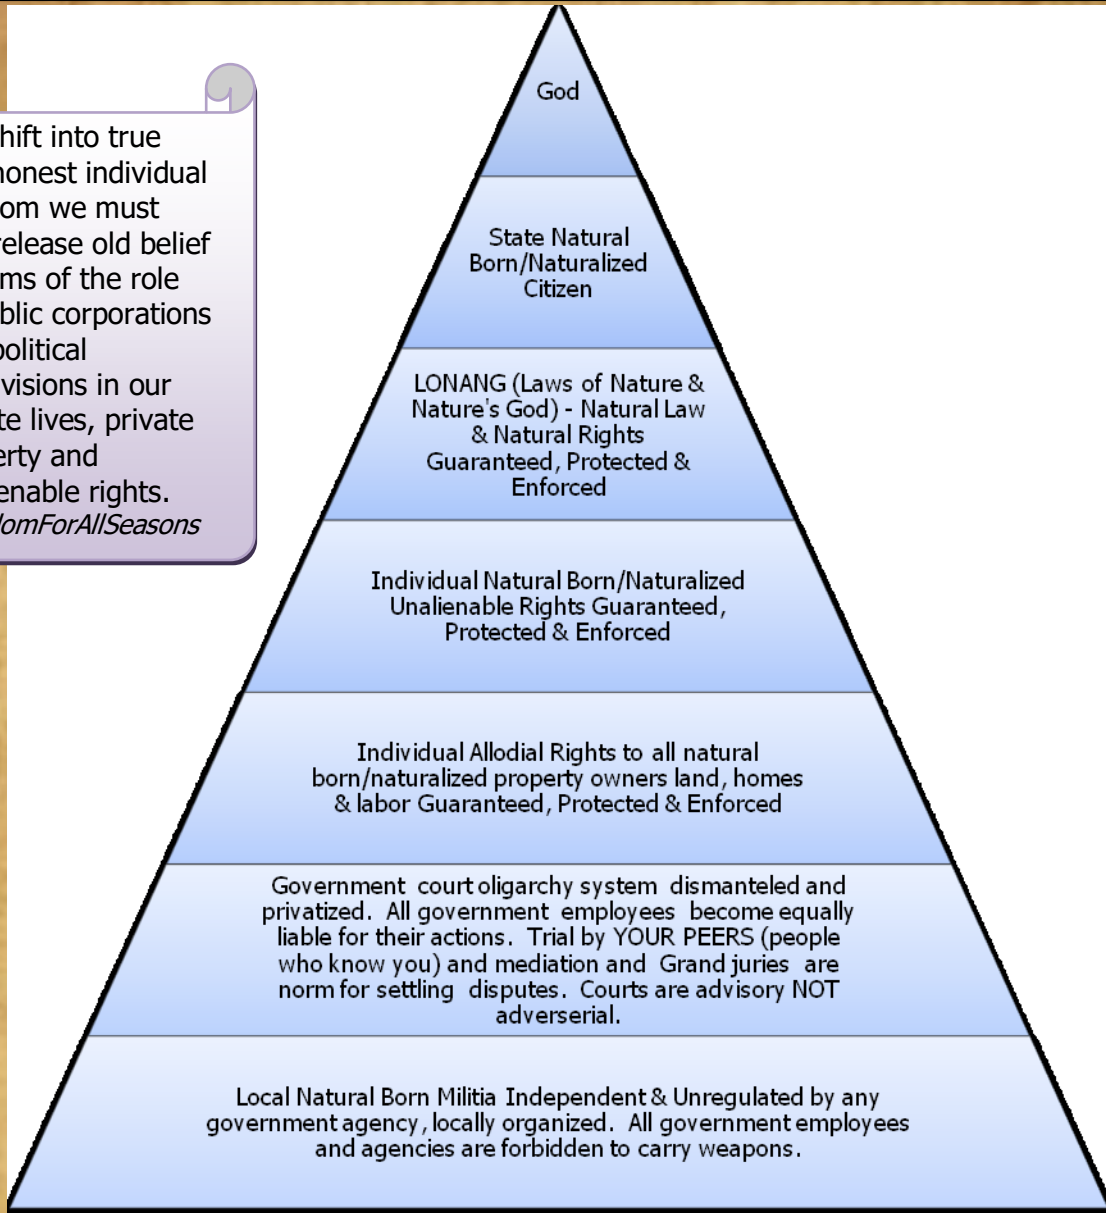 hift into true
honest individual
om we must
release old belief
ms of the role
blic corporations
political
visions in our
te lives, private
erty and
enable rights.
lomForAllSeasons
God
State Natural
Born/Naturalized
Citizen
LONANG (Laws of Nature &
Nature's God) - Natural Law
& Natural Rights
Guaranteed, Protected &
Enforced
Individual Natural Born/Naturalized
Unalienable Rights Guaranteed,
Protected & Enforced
Individual Allodial Rights to all natural
born/naturalized property owners land, homes
& labor Guaranteed, Protected & Enforced
Government court oligarchy system dismanteled and
privatized. All government employees become equally
liable for their actions. Trial by YOUR PEERS (people
who know you) and mediation and Grand juries are
norm for settling disputes. Courts are advisory NOT
adverserial.
Local Natural Born Militia Independent & Unregulated by any
government agency, locally organized. All government employees
and agencies are forbidden to carry weapons.